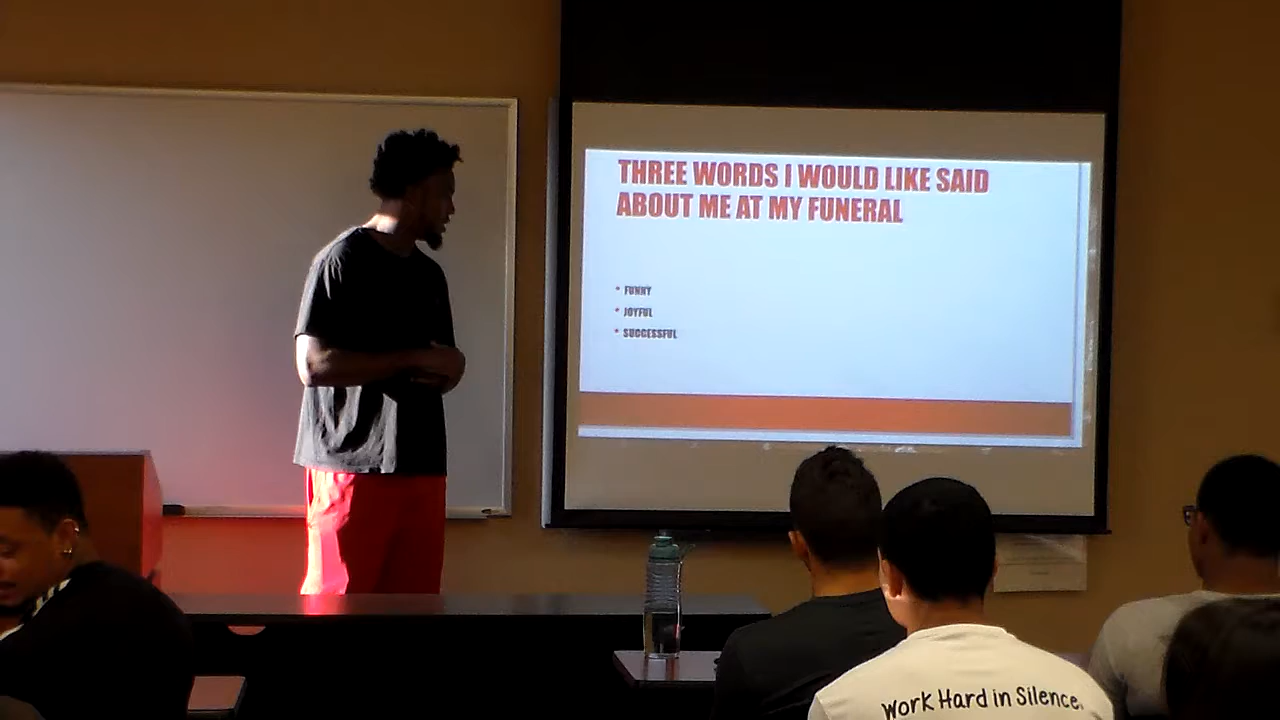 THREE WORDS I WOULD LIKE SAID
ABOUT ME AT MY FUNERAL
• FUNNY
• JOYFUL
• SUCCESSFUL
Work Hard in Silence.